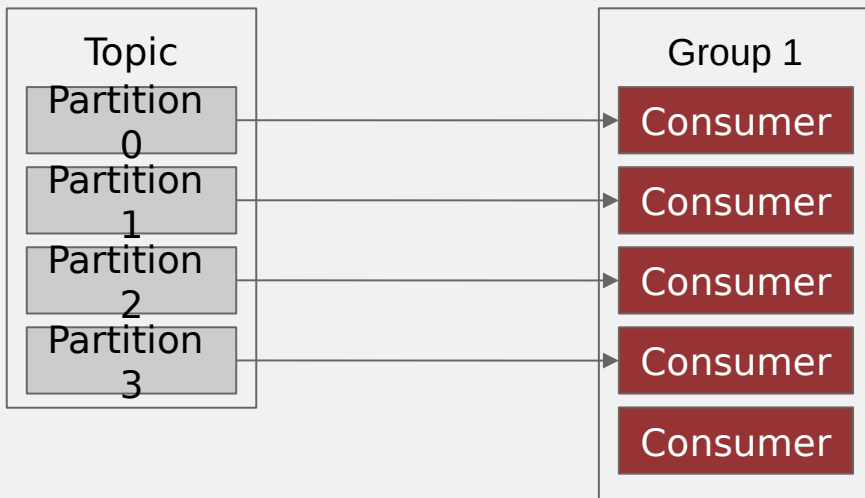 Topic
Partition
0
Partition
1
Partition
2
Partition
3
Group 1
Consumer
Consumer
Consumer
Consumer
Consumer